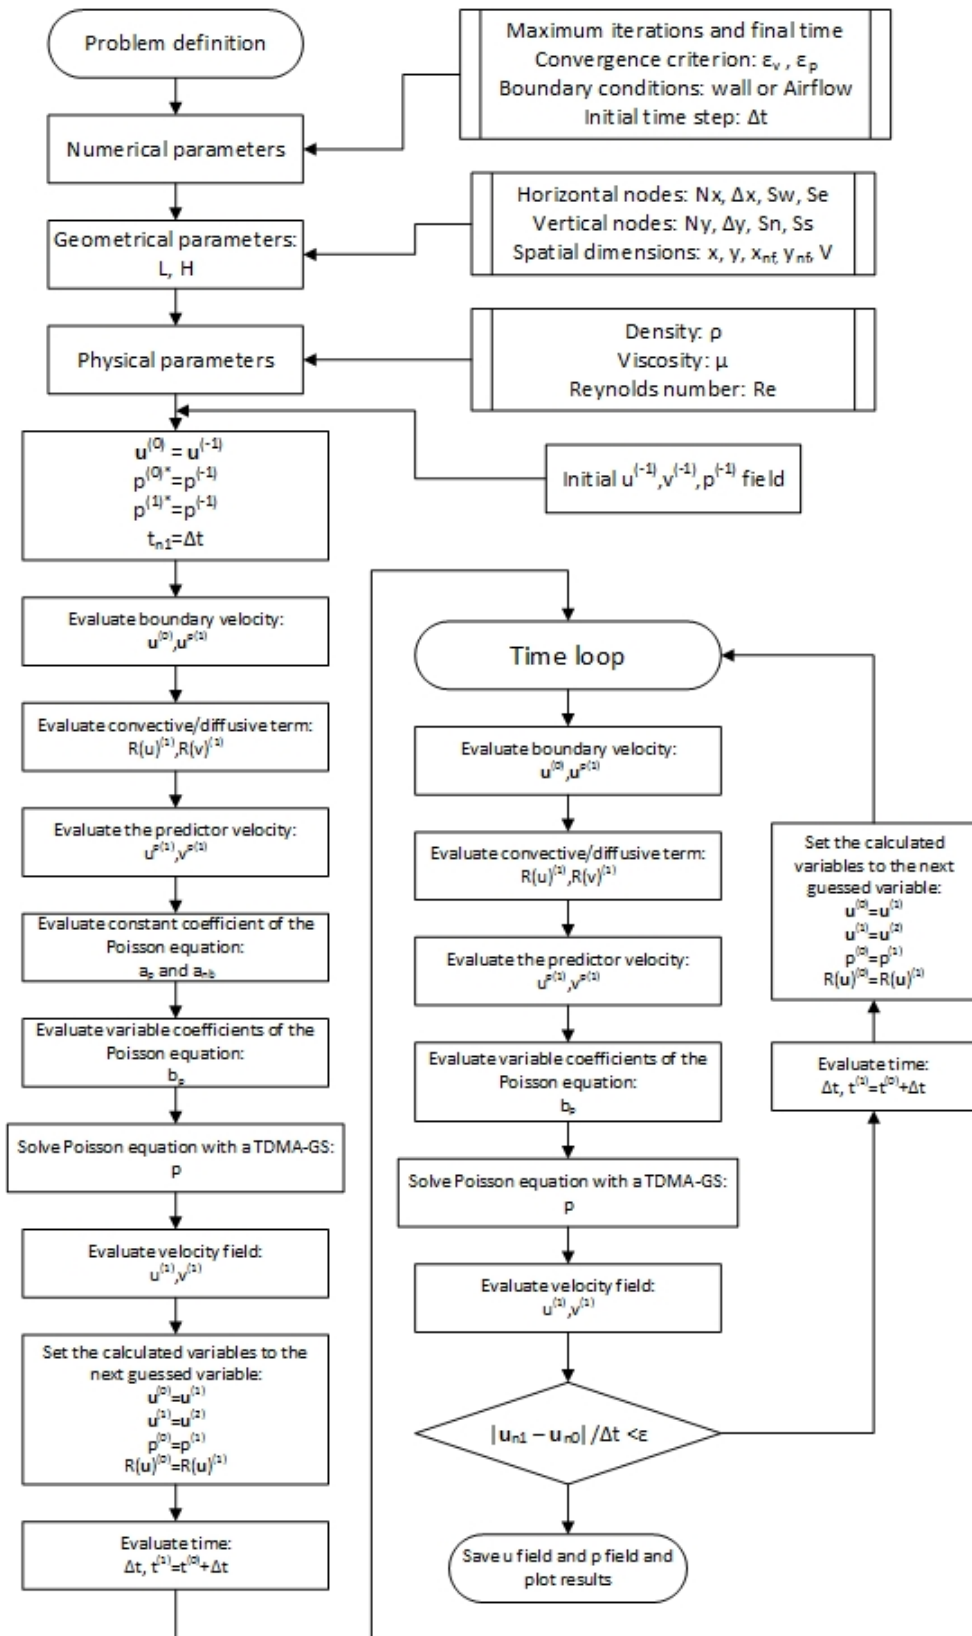 Problem definition
Maximum iterations and final time
Convergence criterion: εv , εp
Boundary conditions: wall or Airflow
Initial time step: Δt
Numerical parameters
Horizontal nodes: Nx, Δx, Sw, Se
Vertical nodes: Ny, Δy, Sn, Ss
Spatial dimensions: x, y, xnf, ynf, V
Geometrical parameters:
L, H
Density: ρ
Viscosity: μ
Reynolds number: Re
Physical parameters
Initial u(-1),v(-1),p(-1) field
u(0) = u(-1)
p(0)*=p(-1)
p(1)*=p(-1)
tn1=Δt
Evaluate boundary velocity:
u(0),up(1)
Evaluate convective/diffusive term:
R(u)(1),R(v)(1)
Evaluate the predictor velocity:
up(1),vp(1)
Evaluate constant coefficient of the
Poisson equation:
ap and anb
Evaluate variable coefficients of the
Poisson equation:
bp
Solve Poisson equation with a TDMA-GS:
p
Evaluate velocity field:
u(1),v(1)
Set the calculated variables to the
next guessed variable:
u(0)=u(1)
u(1)=u(2)
p(0)=p(1)
R(u)(0)=R(u)(1)
Evaluate time:
Δt, t(1)=t(0)+Δt
Time loop
Evaluate boundary velocity:
u(0),up(1)
Evaluate convective/diffusive term:
R(u)(1),R(v)(1)
Evaluate the predictor velocity:
up(1),vp(1)
Evaluate variable coefficients of the
Poisson equation:
bp
Solve Poisson equation with a TDMA-GS:
p
Evaluate velocity field:
u(1),v(1)
|un1 − un0| /Δt <ε
Save u field and p field and
plot results
Evaluate time:
Δt, t(1)=t(0)+Δt
Set the calculated
variables to the next
guessed variable:
u(0)=u(1)
u(1)=u(2)
p(0)=p(1)
R(u)(0)=R(u)(1)